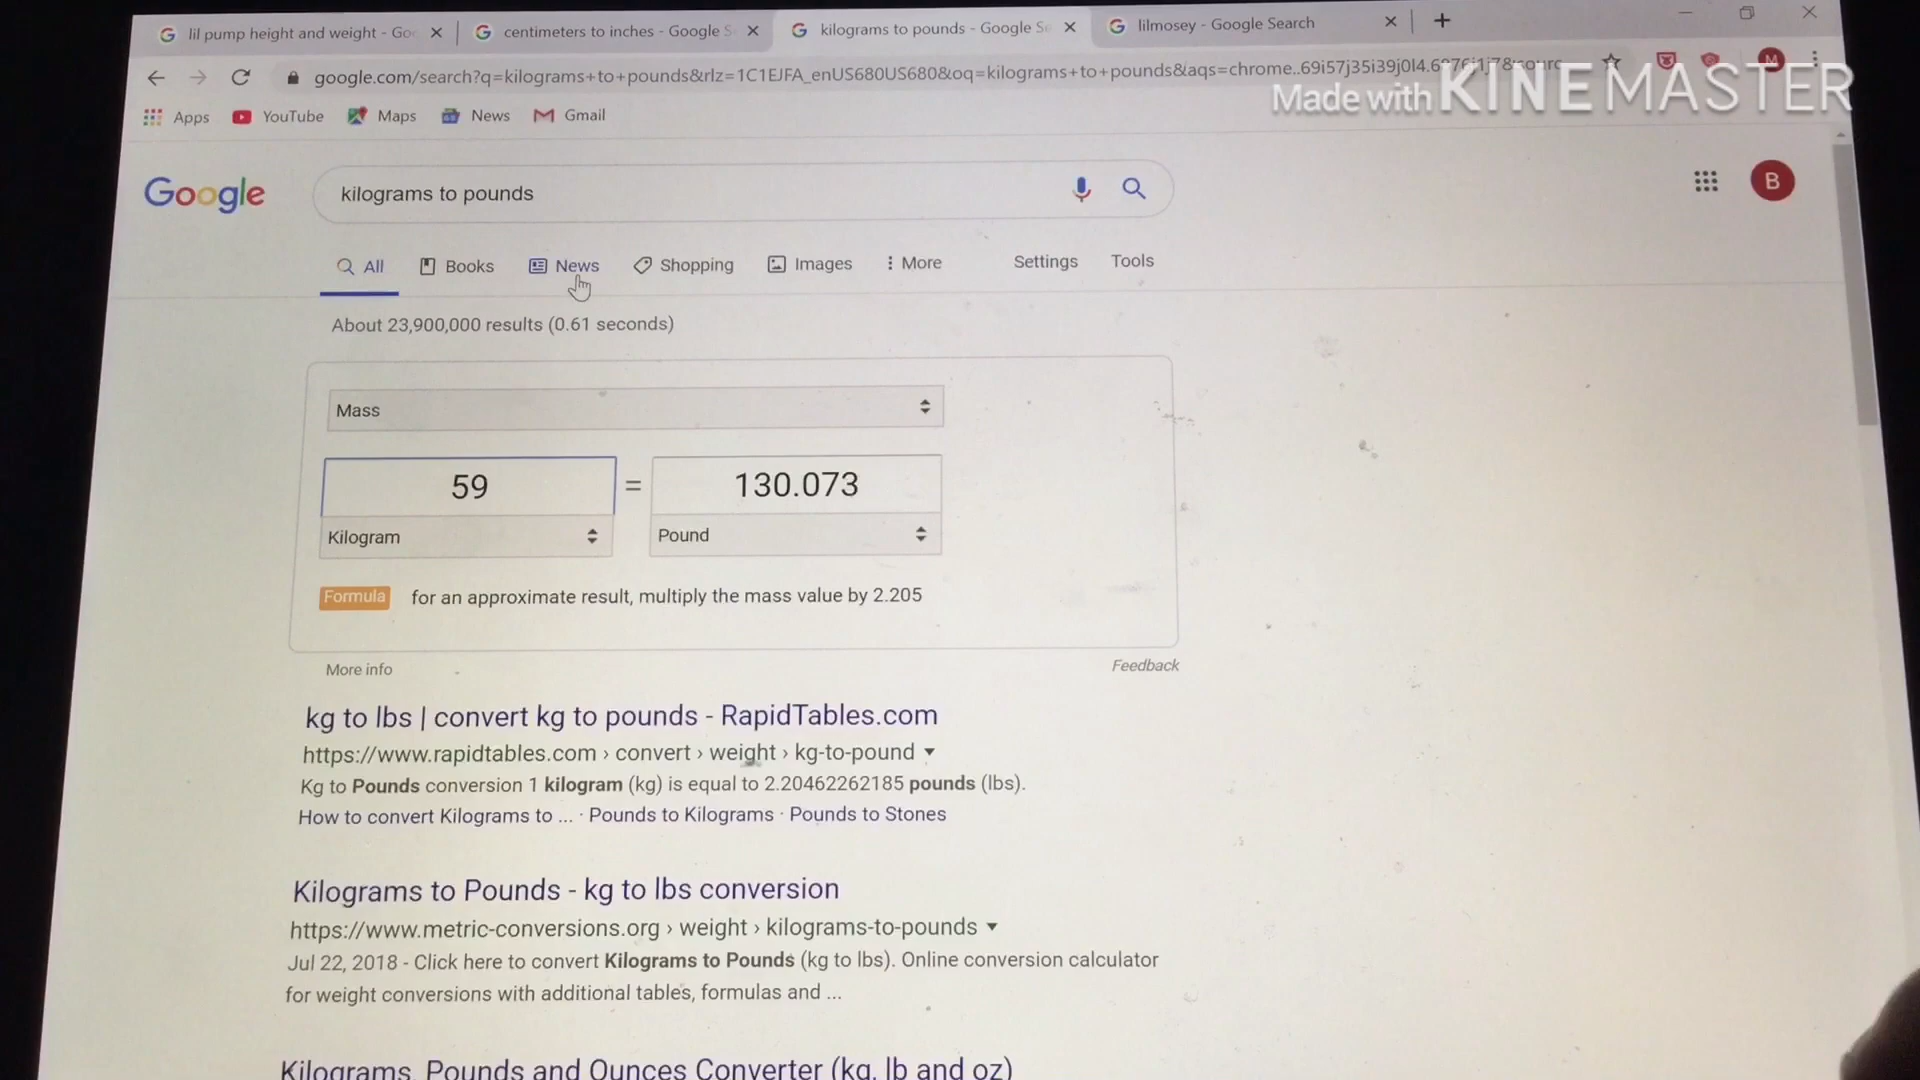 lil pump height and weight - Goo
centimeters to inches - Google S
kilograms to pounds - Google Se
lilmosey - Google Search
google.com/search?q=kilograms+to+pounds&rlz=1C1EJFA_enUS680US680&oq=kilograms+to+pounds&aqs=chrome..69i57j35i39j0l4.6976j1j7&sourc
M
Made with KINEMASTER
Apps YouTube Maps News Gmail
Google
kilograms to pounds
B
All Books News Shopping Images More Settings Tools
About 23,900,000 results (0.61 seconds)
Mass
59 = 130.073
Kilogram Pound
Formula for an approximate result, multiply the mass value by 2.205
More info Feedback
kg to lbs | convert kg to pounds - RapidTables.com
https://www.rapidtables.com › convert › weight › kg-to-pound
Kg to Pounds conversion 1 kilogram (kg) is equal to 2.20462262185 pounds (lbs).
How to convert Kilograms to ... · Pounds to Kilograms · Pounds to Stones
Kilograms to Pounds - kg to lbs conversion
https://www.metric-conversions.org › weight › kilograms-to-pounds
Jul 22, 2018 - Click here to convert Kilograms to Pounds (kg to lbs). Online conversion calculator
for weight conversions with additional tables, formulas and ...
Kilograms, Pounds and Ounces Converter (kg, lb and oz)